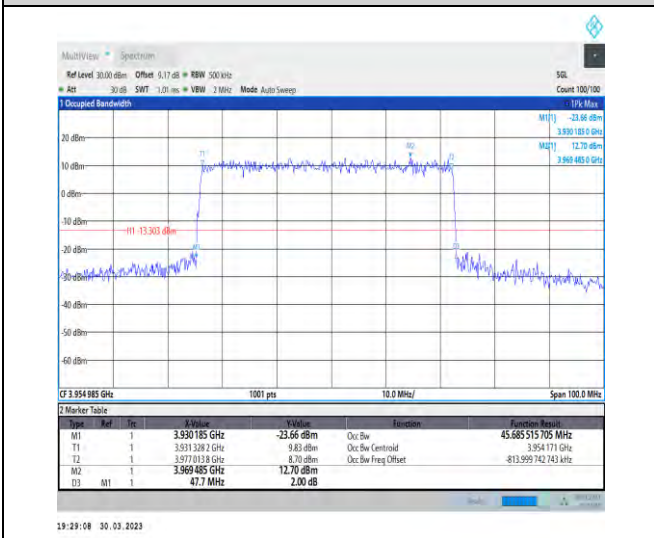 MultiView Spectrum
Ref Level 30.00 dBm Offset 9.17 dB RBW 500 kHz SGL
Att 30 dB SWT 1.01 ms VBW 2 MHz Mode Auto Sweep Count 100/100
1 Occupied Bandwidth 1Pk Max
M1[1] -23.66 dBm
3.930 185 0 GHz
M2[1] 12.70 dBm
3.969 485 0 GHz
20 dBm
T1 M2 T2
10 dBm
0 dBm
-10 dBm
H1 -13.303 dBm
-20 dBm
M1 D3
-30 dBm
-40 dBm
-50 dBm
-60 dBm
CF 3.954 985 GHz 1001 pts 10.0 MHz/ Span 100.0 MHz
2 Marker Table
Type Ref Trc X-Value Y-Value Function Function Result
M1 1 3.930 185 GHz -23.66 dBm Occ Bw 45.685 515 705 MHz
T1 1 3.931 328 2 GHz 9.83 dBm Occ Bw Centroid 3.954 171 GHz
T2 1 3.977 013 8 GHz 8.70 dBm Occ Bw Freq Offset -813.999 742 743 kHz
M2 1 3.969 485 GHz 12.70 dBm
D3 M1 1 47.7 MHz 2.00 dB
19:29:08 30.03.2023